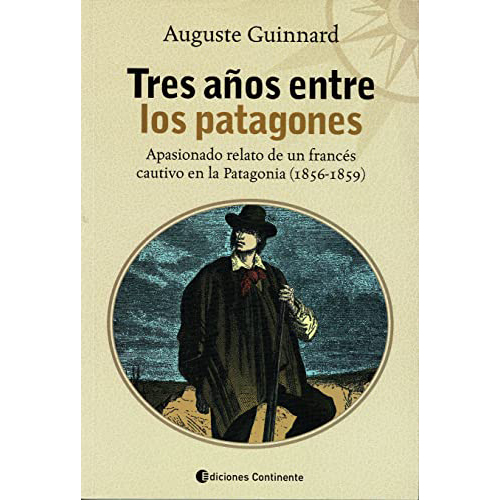 Auguste Guinnard
Tres años entre
los patagones
Apasionado relato de un francés
cautivo en la Patagonia (1856-1859)
Ediciones Continente